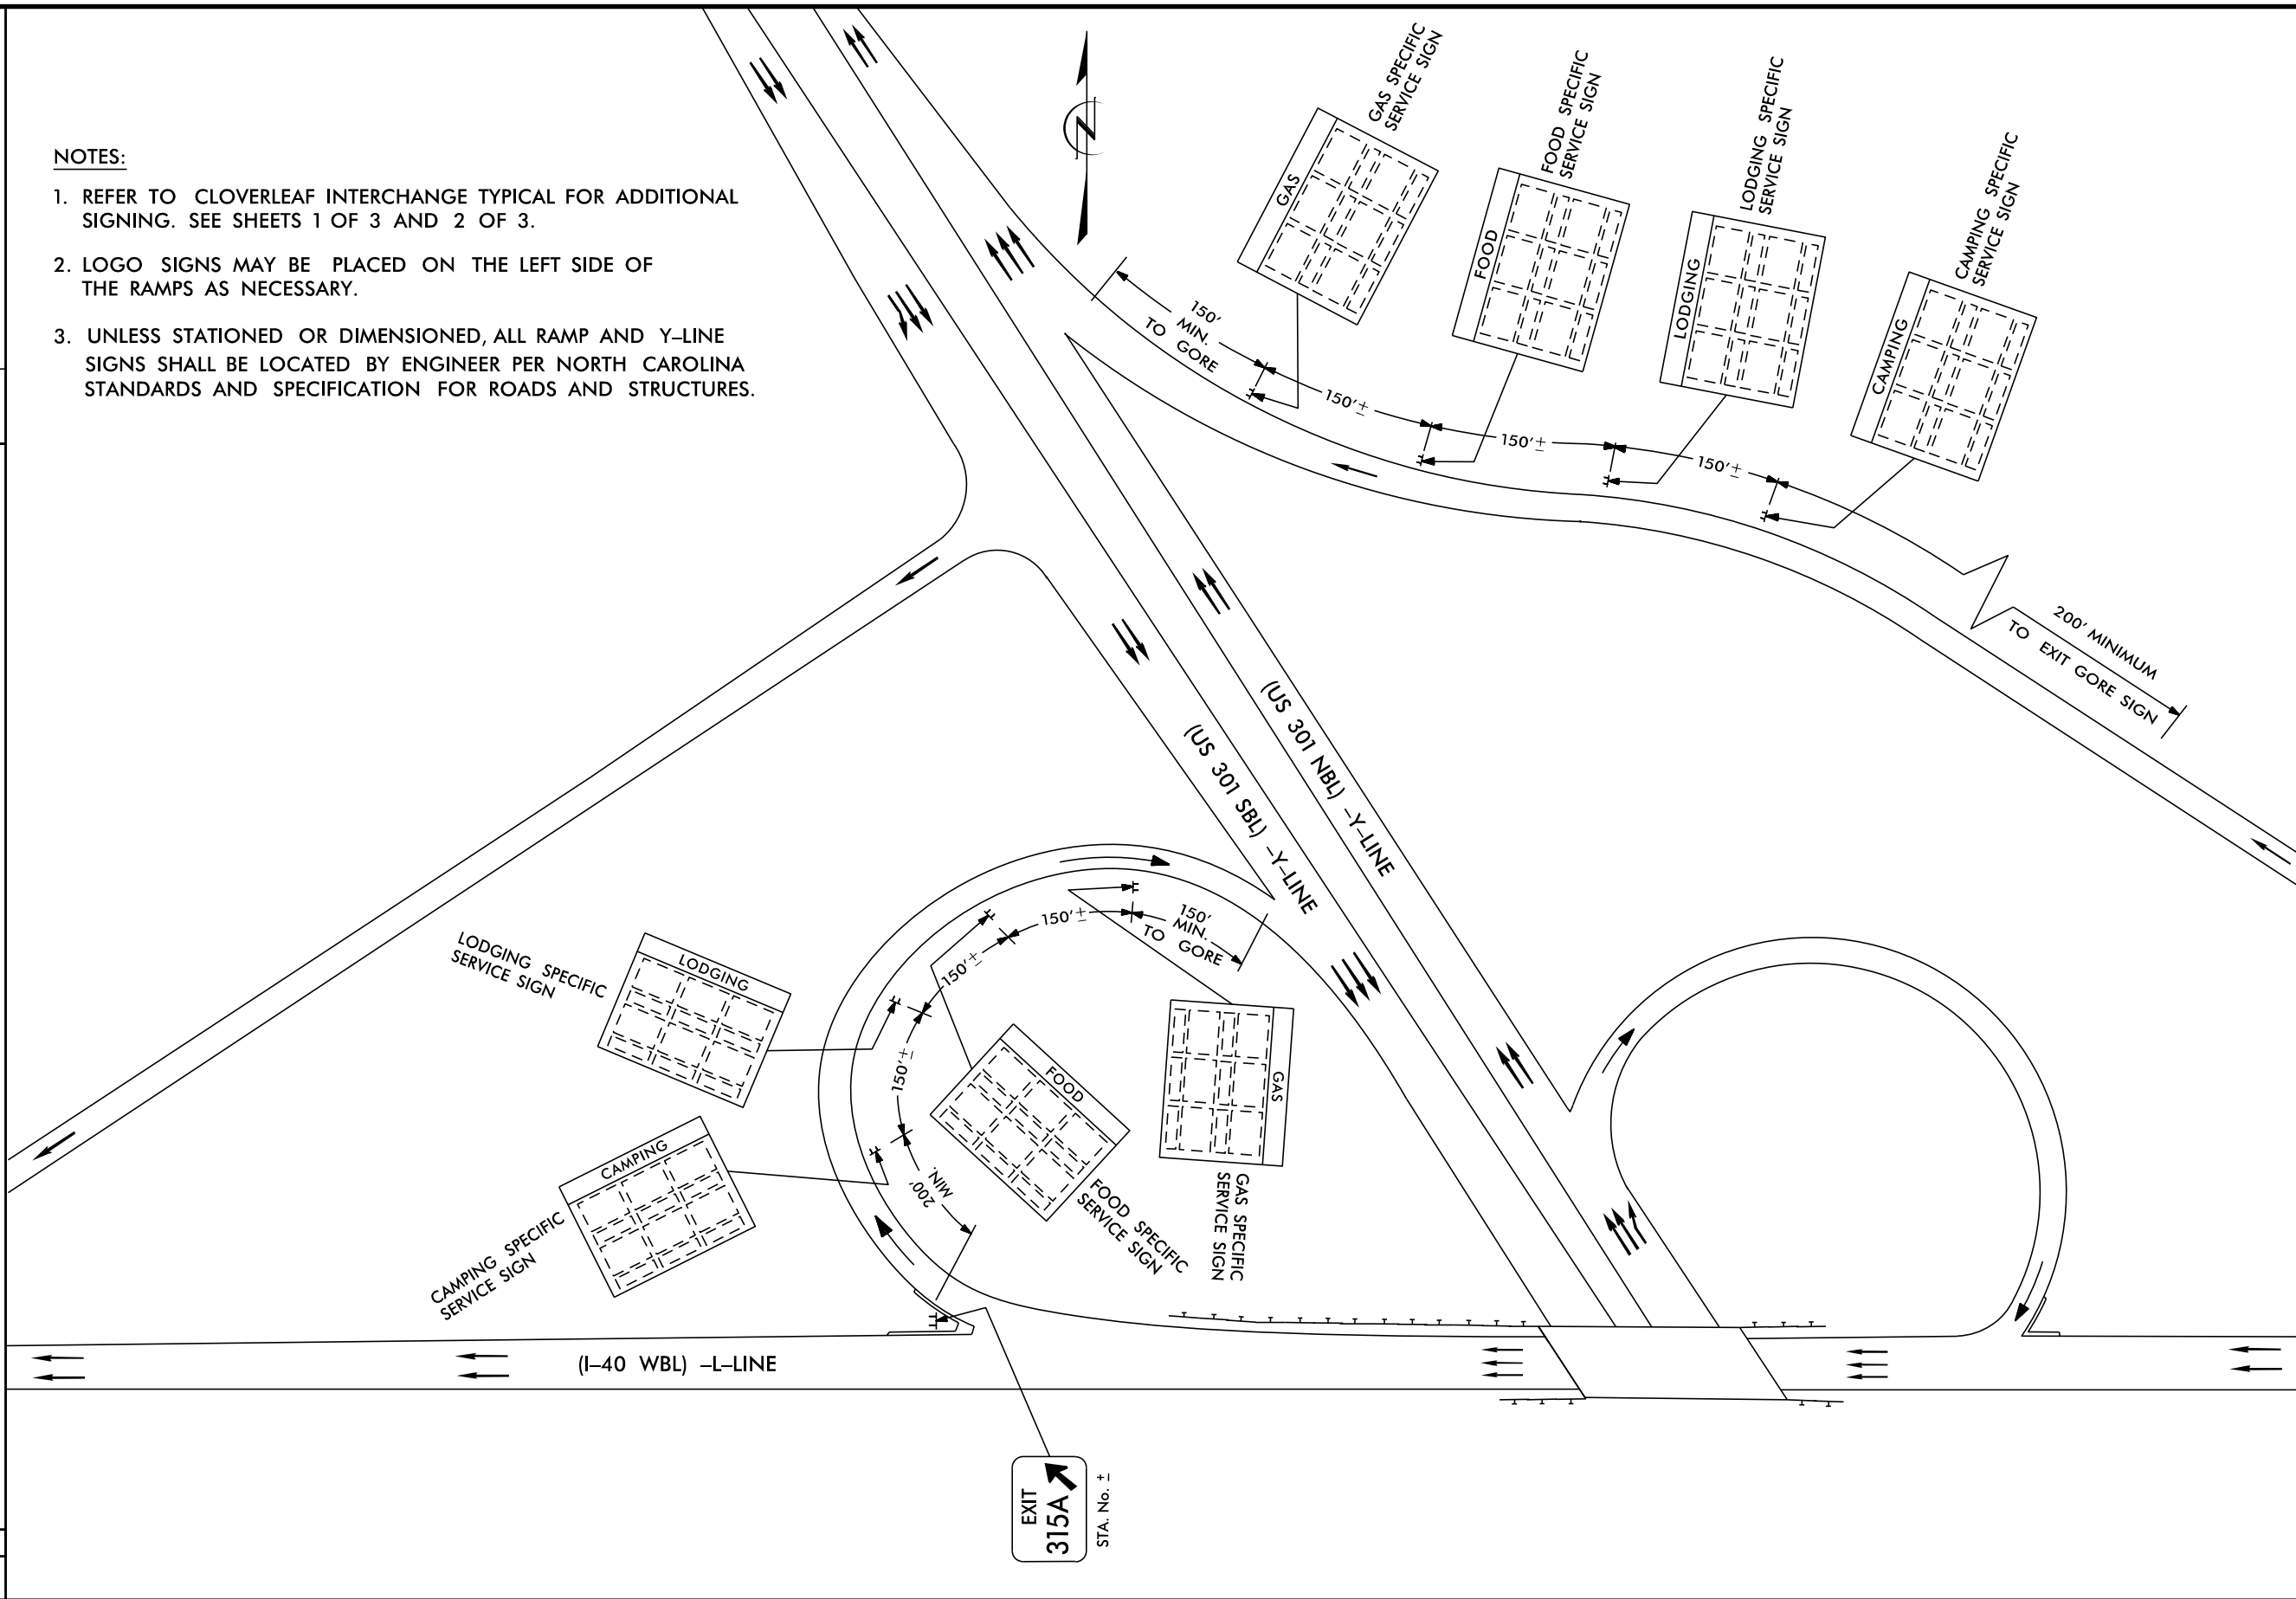 NOTES:
1. REFER TO CLOVERLEAF INTERCHANGE TYPICAL FOR ADDITIONAL
SIGNING. SEE SHEETS 1 OF 3 AND 2 OF 3.
2. LOGO SIGNS MAY BE PLACED ON THE LEFT SIDE OF
THE RAMPS AS NECESSARY.
3. UNLESS STATIONED OR DIMENSIONED, ALL RAMP AND Y-LINE
SIGNS SHALL BE LOCATED BY ENGINEER PER NORTH CAROLINA
STANDARDS AND SPECIFICATION FOR ROADS AND STRUCTURES.
N
GAS SPECIFIC
SERVICE SIGN
GAS
FOOD SPECIFIC
SERVICE SIGN
FOOD
LODGING SPECIFIC
SERVICE SIGN
LODGING
CAMPING SPECIFIC
SERVICE SIGN
CAMPING
150'
MIN.
TO GORE
150'±
150'±
150'±
200' MINIMUM
TO EXIT GORE SIGN
(US 301 NBL) -Y-LINE
(US 301 SBL) -Y-LINE
150'
MIN.
TO GORE
150'±
150'±
150'±
200'
MIN.
LODGING SPECIFIC
SERVICE SIGN
LODGING
CAMPING
CAMPING SPECIFIC
SERVICE SIGN
FOOD
FOOD SPECIFIC
SERVICE SIGN
GAS
GAS SPECIFIC
SERVICE SIGN
(I-40 WBL) -L-LINE
EXIT
315A
STA. No. ±